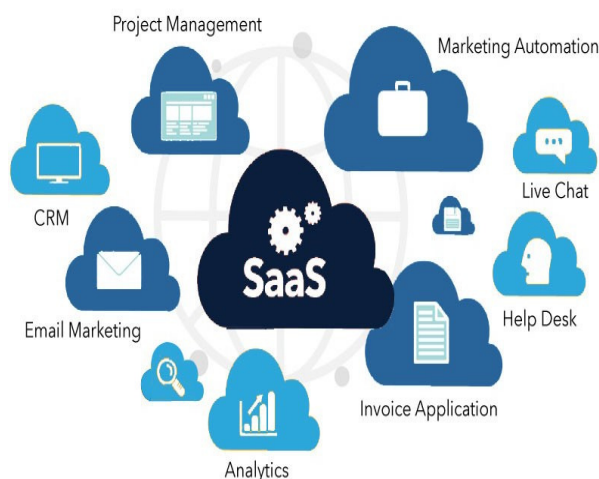 Project Management
Marketing Automation
CRM
Live Chat
SaaS
Email Marketing
Help Desk
Invoice Application
Analytics